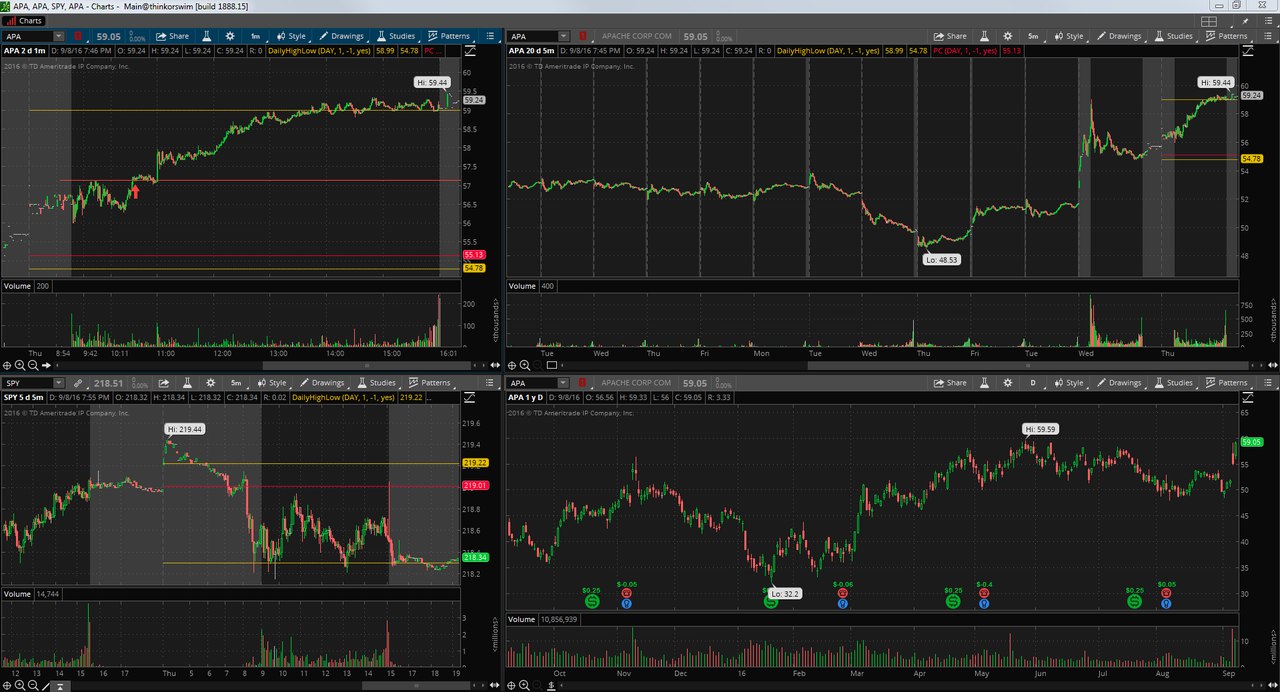 APA, APA, SPY, APA - Charts - Main@thinkorswim [build 1888.15]
Charts
APA 59.05 0.00% Share 1m Style Drawings Studies Patterns
APA 2 d 1m D: 9/8/16 7:46 PM O: 59.24 H: 59.24 L: 59.24 C: 59.24 R: 0 DailyHighLow (DAY, 1, -1, yes) 58.99 54.78 PC ...
2016 © TD Ameritrade IP Company, Inc.
Hi: 59.44
60
59.5
59.24
59
58.5
58
57.5
57
56.5
56
55.5
55.13
54.78
Volume 200
200
100
0
<thousands>
Thu 8:54 9:42 10:11 11:00 12:00 13:00 14:00 15:00 16:01
APA APACHE CORP COM 59.05 0.00% Share 5m Style Drawings Studies Patterns
APA 20 d 5m D: 9/8/16 7:45 PM O: 59.24 H: 59.24 L: 59.24 C: 59.24 R: 0 DailyHighLow (DAY, 1, -1, yes) 58.99 54.78 PC (DAY, 1, -1, yes) 55.13
2016 © TD Ameritrade IP Company, Inc.
Hi: 59.44
60
59.24
58
56
54.78
54
52
50
48
Lo: 48.53
Volume 400
750
500
250
0
<thousands>
Tue Wed Thu Fri Mon Tue Wed Thu Fri Tue Wed Thu
SPY 218.51 0.00% 5m Style Drawings Studies Patterns
SPY 5 d 5m D: 9/8/16 7:55 PM O: 218.32 H: 218.34 L: 218.32 C: 218.34 R: 0.02 DailyHighLow (DAY, 1, -1, yes) 219.22 ...
2016 © TD Ameritrade IP Company, Inc.
Hi: 219.44
219.6
219.4
219.22
219.01
218.8
218.6
218.4
218.34
218.2
Volume 14,744
3
2
1
0
<millions>
12 13 14 15 16 17 Thu 5 6 7 8 9 10 11 12 13 14 15 16 17 18 19
APA APACHE CORP COM 59.05 0.00% Share D Style Drawings Studies Patterns
APA 1 y D D: 9/8/16 O: 56.56 H: 59.33 L: 56 C: 59.05 R: 3.33
2016 © TD Ameritrade IP Company, Inc.
Hi: 59.59
65
59.05
55
50
45
40
35
30
$0.25 $-0.05 Lo: 32.2 $-0.06 $0.25 $-0.4 $0.25 $0.05
Volume 10,856,939
10
0
<millions>
Oct Nov Dec 16 Feb Mar Apr May Jun Jul Aug Sep